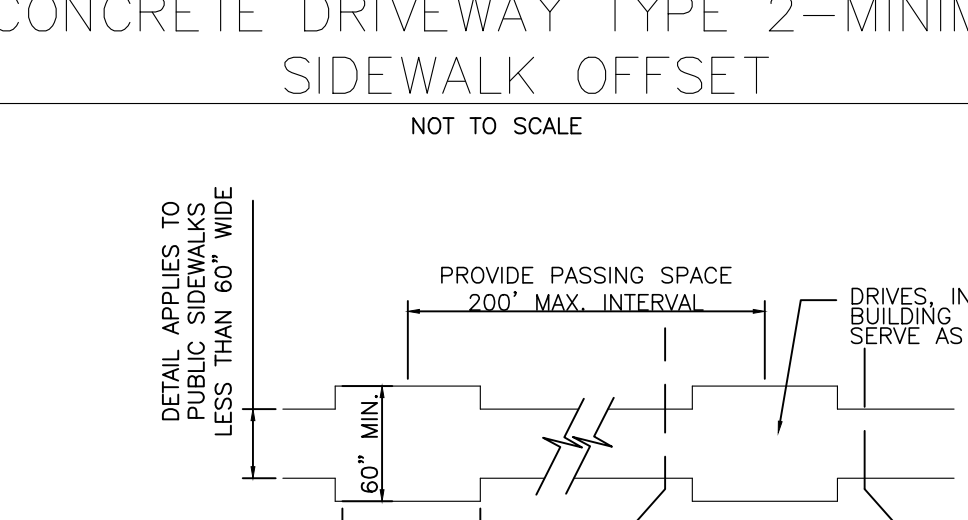 CONCRETE DRIVEWAY TYPE 2-MINIM
SIDEWALK OFFSET
NOT TO SCALE
DETAIL APPLIES TO
PUBLIC SIDEWALKS
LESS THAN 60" WIDE
PROVIDE PASSING SPACE
200' MAX. INTERVAL
DRIVES, IN
BUILDING
SERVE AS
60" MIN.